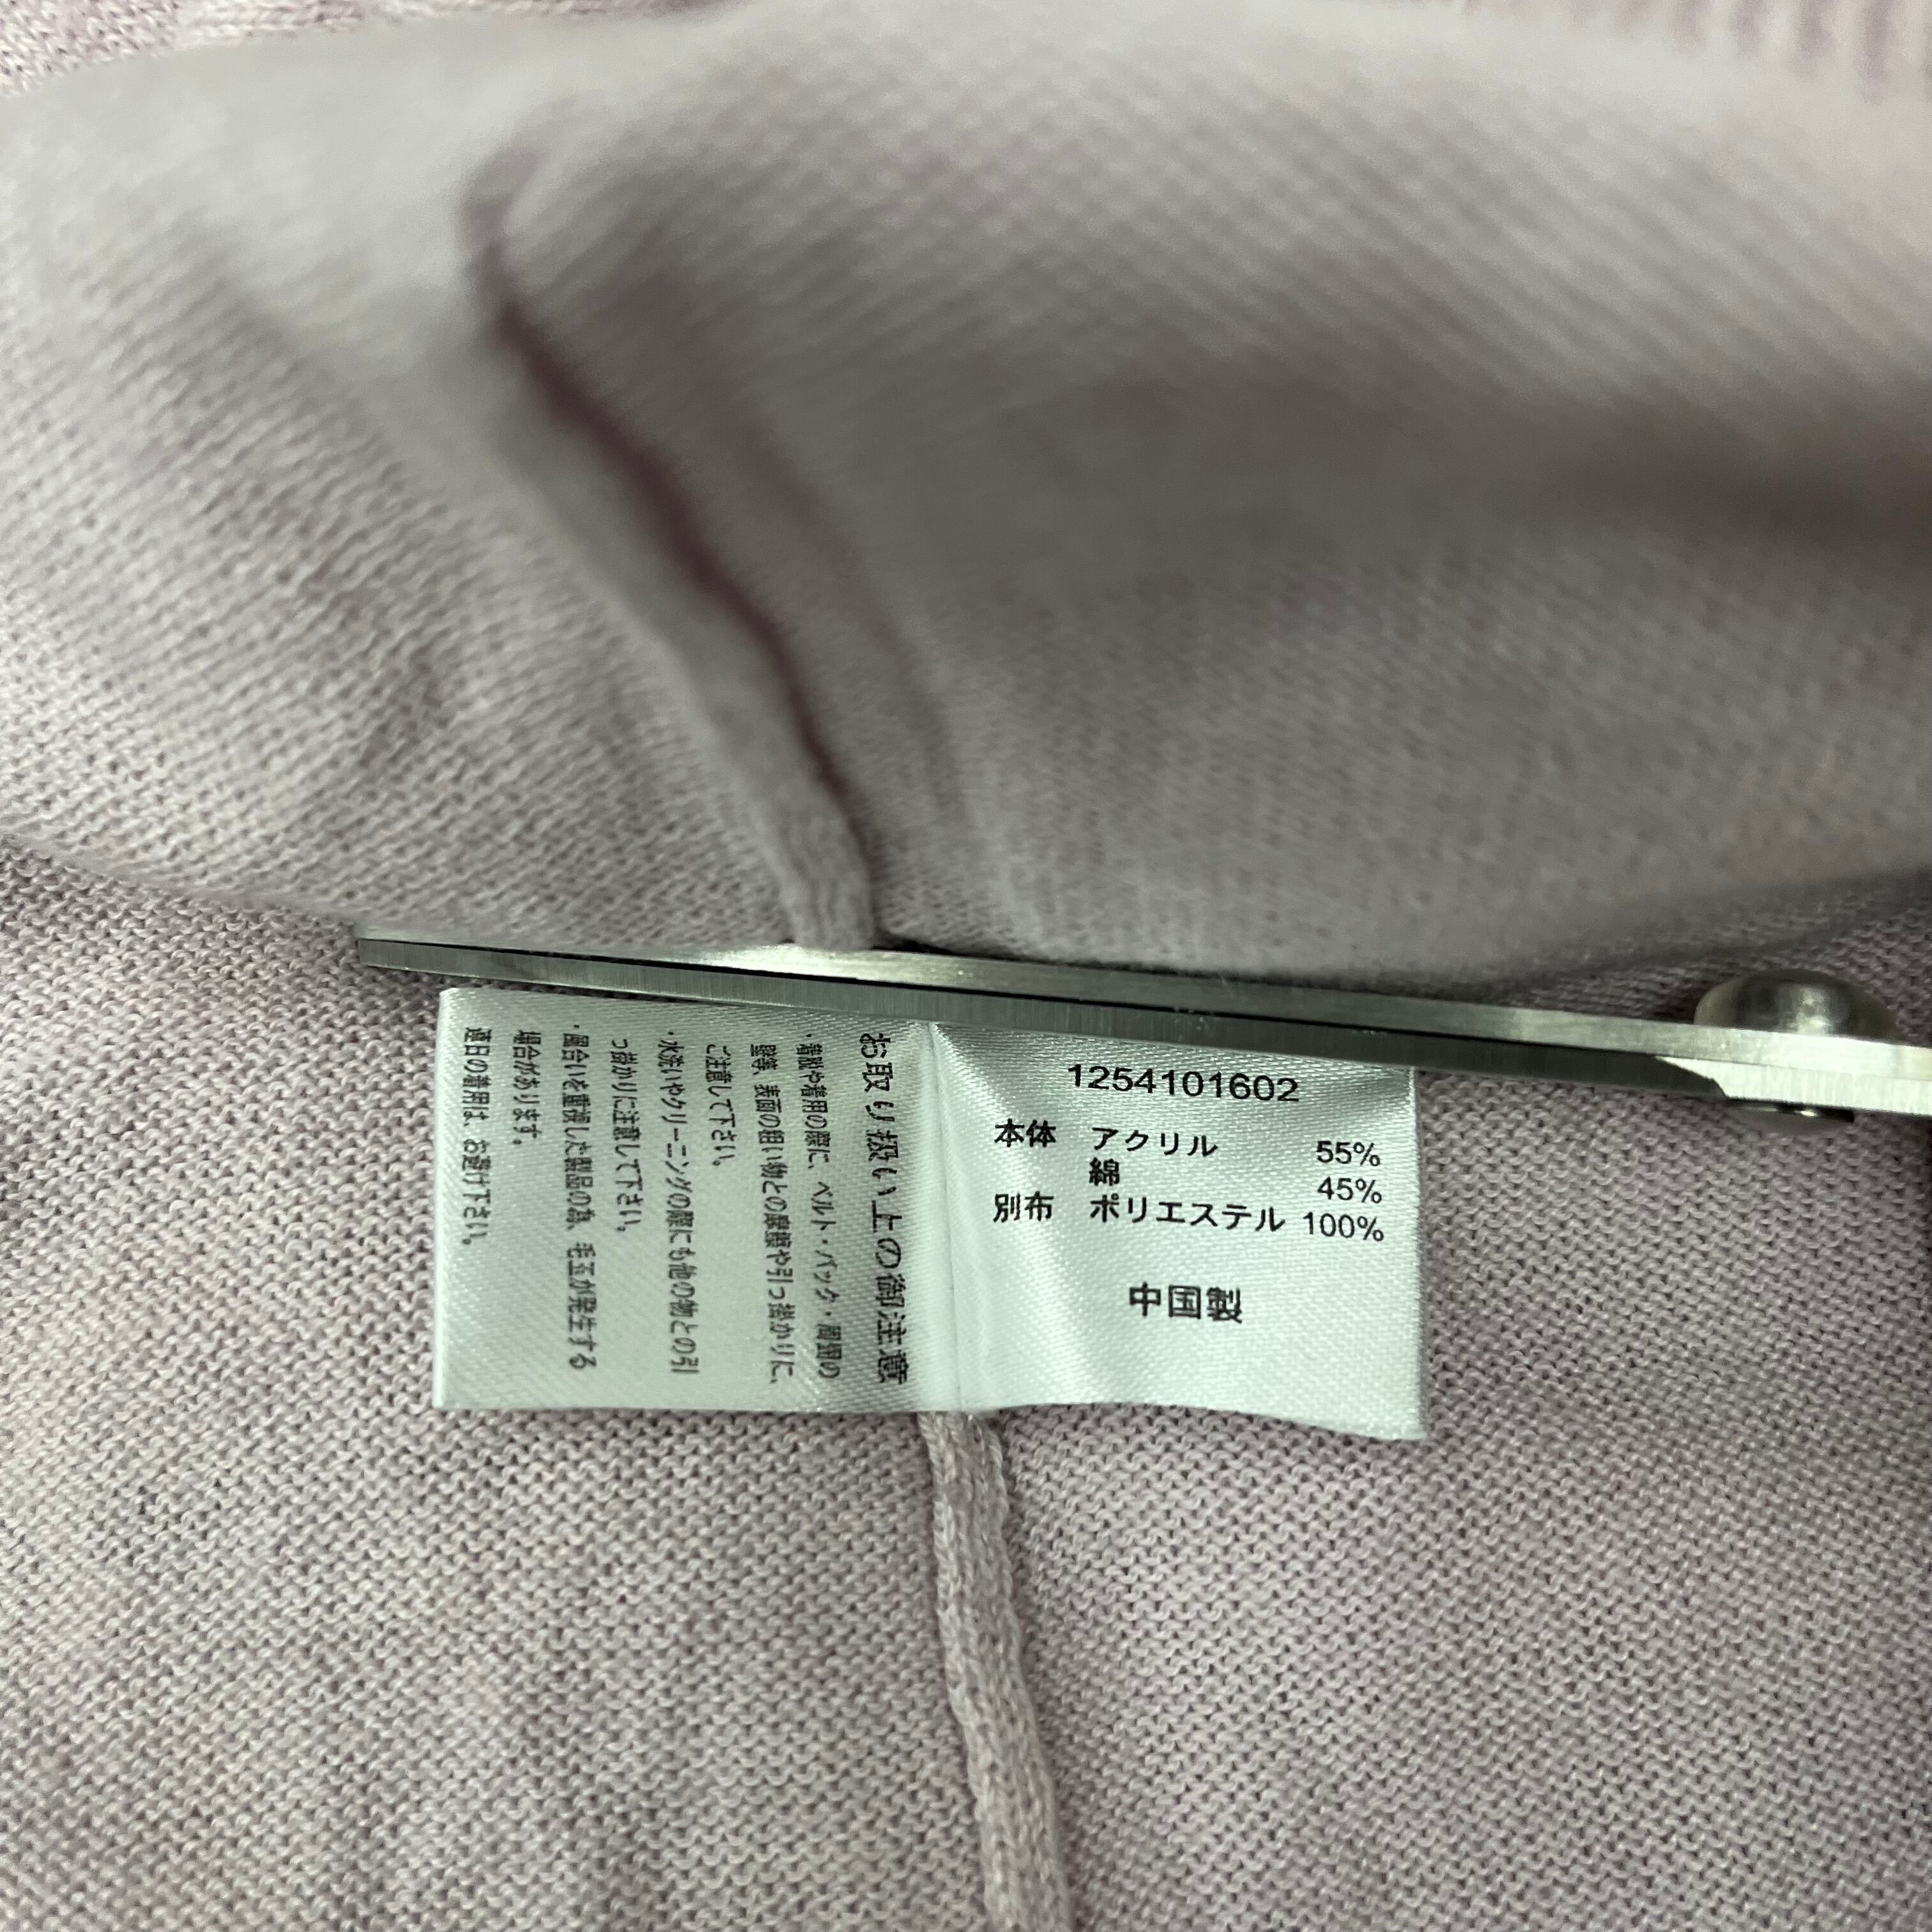 1254101602
本体 アクリル 55%
綿 45%
別布 ポリエステル 100%
中国製
お取り扱い上の御注意
・着脱や着用の際に、ベルト・バック・周囲の
壁等、表面の粗い物との摩擦や引っ掛かりに、
ご注意して下さい。
・水洗いやクリーニングの際にも他の物との引
っ掛かりに注意して下さい。
・風合いを重視した製品の為、毛玉が発生する
場合があります。
連日の着用は、お避け下さい。